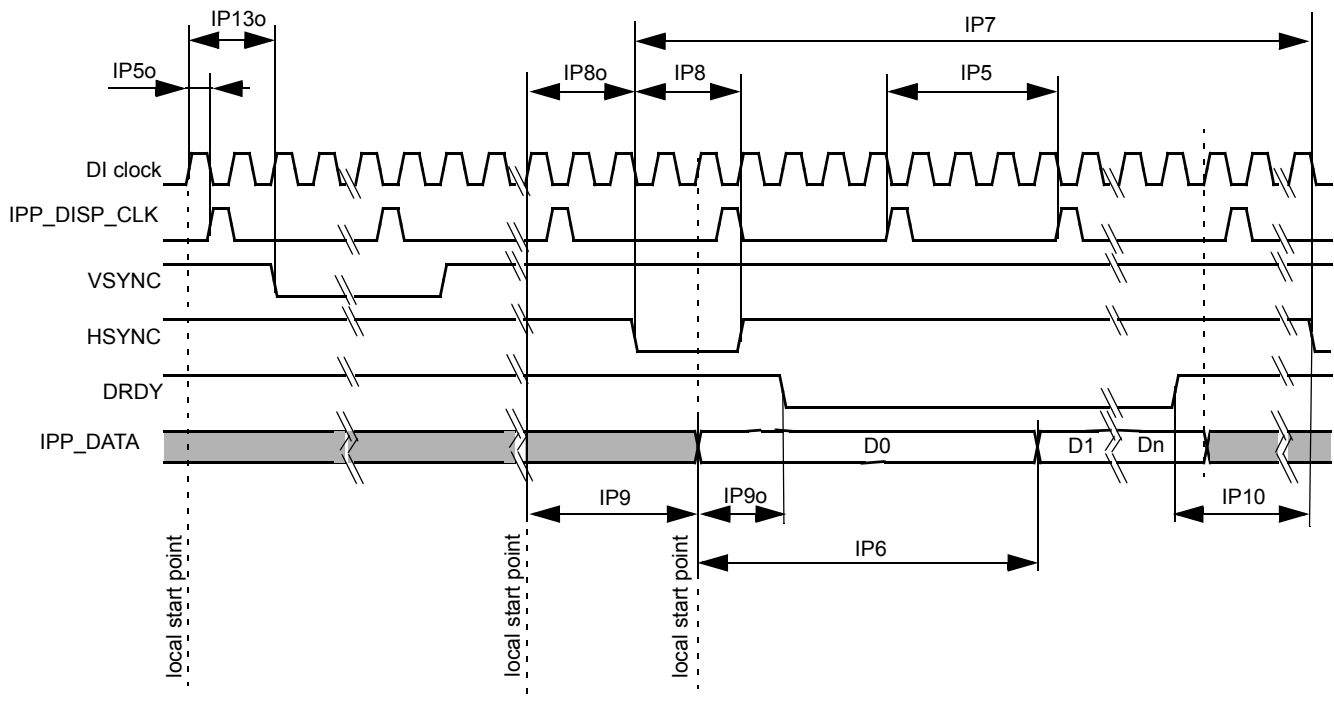 IP13o
IP7
IP5o
IP8o
IP8
IP5
DI clock
IPP_DISP_CLK
VSYNC
HSYNC
DRDY
IPP_DATA
D0
D1
Dn
IP9
IP9o
IP10
IP6
local start point
local start point
local start point